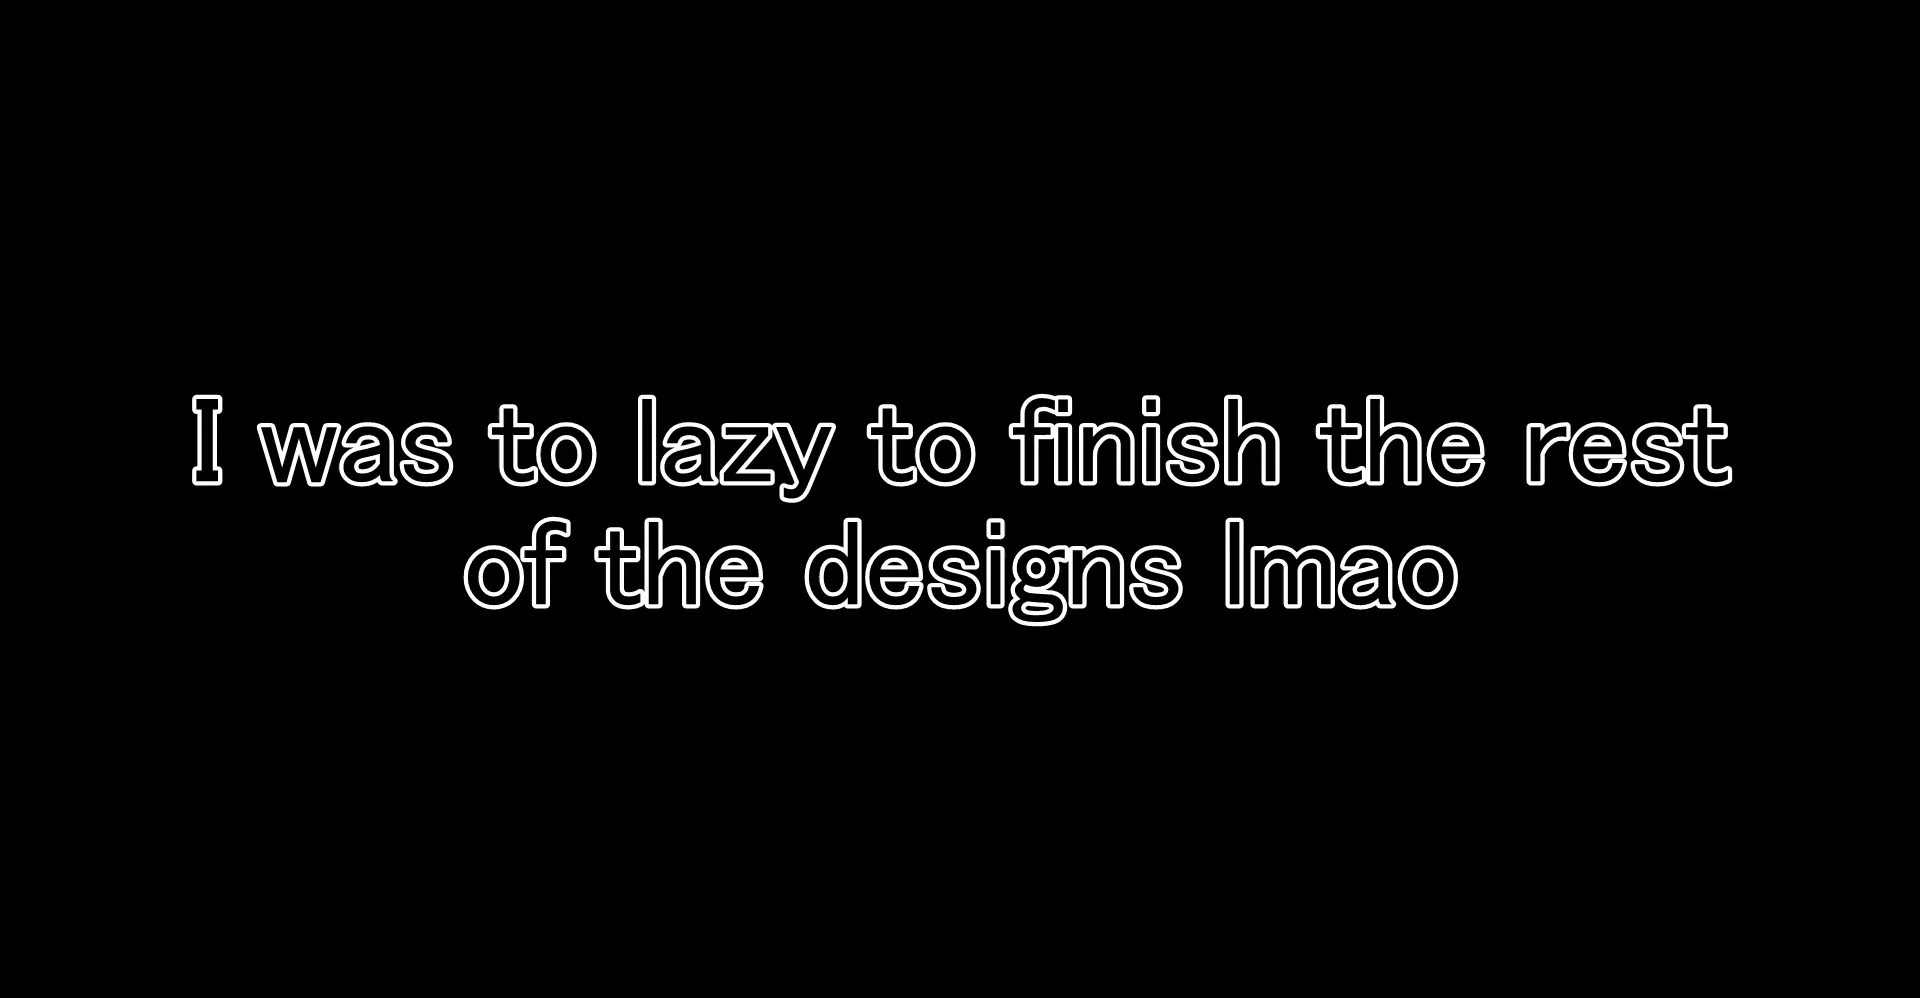 I was to lazy to finish the rest
of the designs lmao